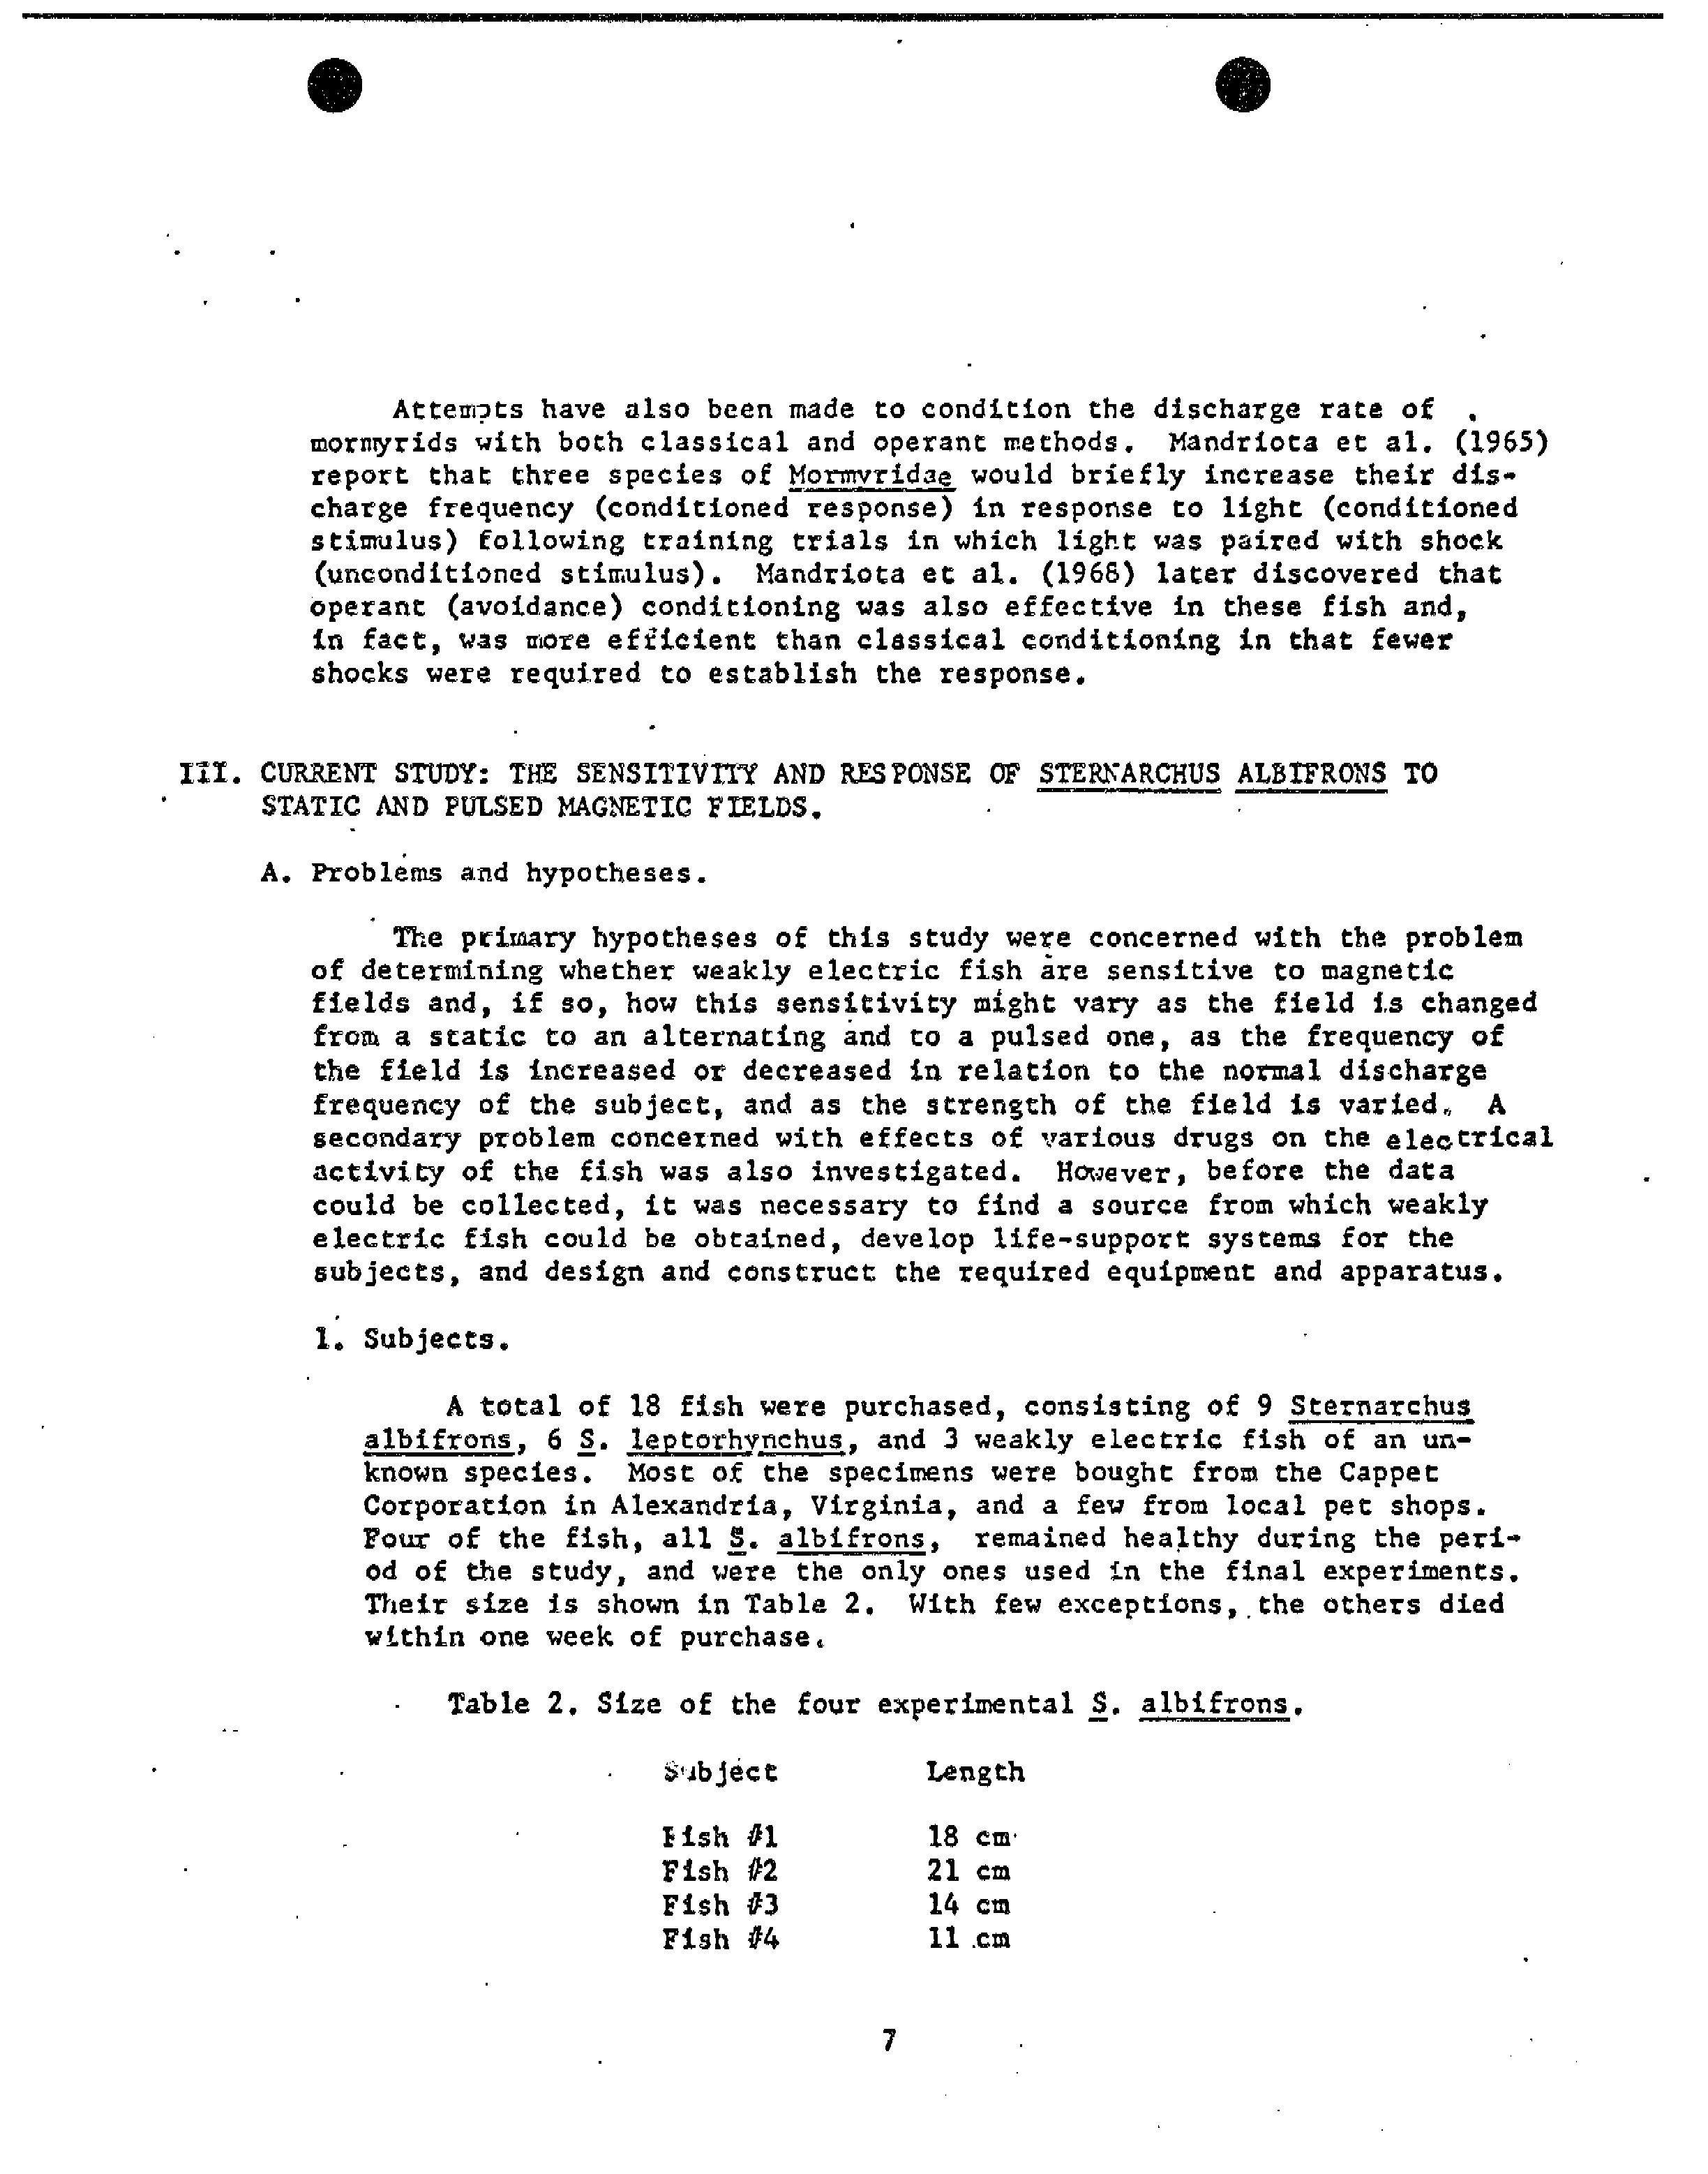 Attempts have also been made to condition the discharge rate of
mormyrids with both classical and operant methods. Mandriota et al. (1965)
report that three species of Mormyridae would briefly increase their dis-
charge frequency (conditioned response) in response to light (conditioned
stimulus) following training trials in which light was paired with shock
(unconditioned stimulus). Mandriota et al. (1968) later discovered that
operant (avoidance) conditioning was also effective in these fish and,
in fact, was more efficient than classical conditioning in that fewer
shocks were required to establish the response.
III. CURRENT STUDY: THE SENSITIVITY AND RESPONSE OF STERNARCHUS ALBIFRONS TO
STATIC AND PULSED MAGNETIC FIELDS.
A. Problems and hypotheses.
The primary hypotheses of this study were concerned with the problem
of determining whether weakly electric fish are sensitive to magnetic
fields and, if so, how this sensitivity might vary as the field is changed
from a static to an alternating and to a pulsed one, as the frequency of
the field is increased or decreased in relation to the normal discharge
frequency of the subject, and as the strength of the field is varied. A
secondary problem concerned with effects of various drugs on the electrical
activity of the fish was also investigated. However, before the data
could be collected, it was necessary to find a source from which weakly
electric fish could be obtained, develop life-support systems for the
subjects, and design and construct the required equipment and apparatus.
1. Subjects.
A total of 18 fish were purchased, consisting of 9 Sternarchus
albifrons, 6 S. leptorhynchus, and 3 weakly electric fish of an un-
known species. Most of the specimens were bought from the Cappet
Corporation in Alexandria, Virginia, and a few from local pet shops.
Four of the fish, all S. albifrons, remained healthy during the peri-
od of the study, and were the only ones used in the final experiments.
Their size is shown in Table 2. With few exceptions, the others died
within one week of purchase.
Table 2. Size of the four experimental S. albifrons.
Subject Length
Fish #1 18 cm
Fish #2 21 cm
Fish #3 14 cm
Fish #4 11 cm
7